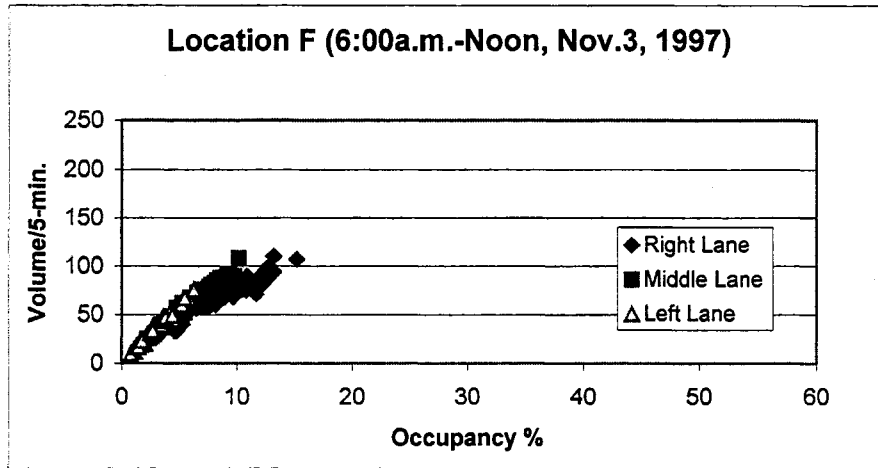 Location F (6:00a.m.-Noon, Nov.3, 1997)
Volume/5-min.
250
200
150
100
50
0
0 10 20 30 40 50 60
Occupancy %
Right Lane
Middle Lane
Left Lane